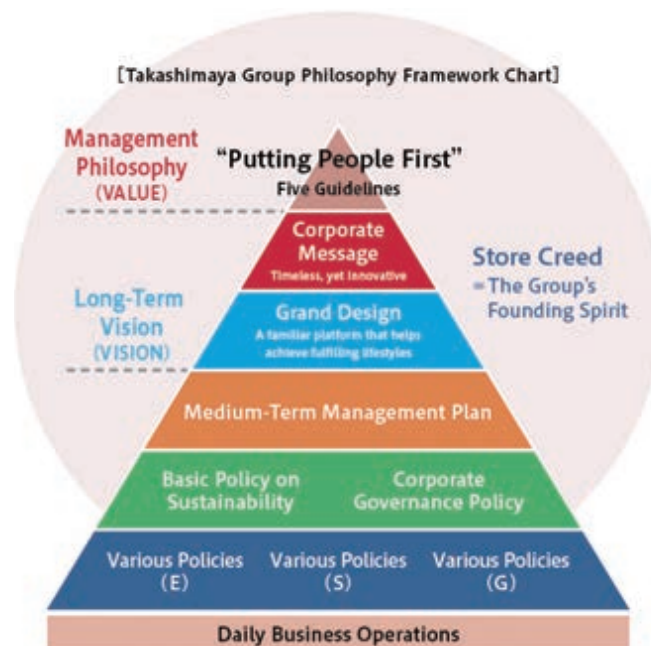 [Takashimaya Group Philosophy Framework Chart]
Management
Philosophy
(VALUE)
"Putting People First"
Five Guidelines
Corporate
Message
Timeless, yet Innovative
Store Creed
= The Group's
Founding Spirit
Long-Term
Vision
(VISION)
Grand Design
A familiar platform that helps
achieve fulfilling lifestyles
Medium-Term Management Plan
Basic Policy on
Sustainability
Corporate
Governance Policy
Various Policies
(E)
Various Policies
(S)
Various Policies
(G)
Daily Business Operations